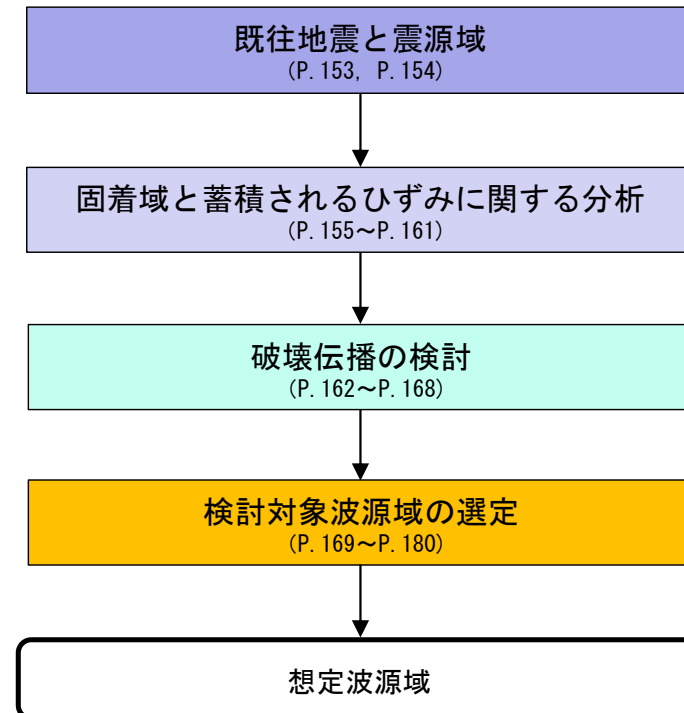 既往地震と震源域
(P.153, P.154)
固着域と蓄積されるひずみに関する分析
(P.155～P.161)
破壊伝播の検討
(P.162～P.168)
検討対象波源域の選定
(P.169～P.180)
想定波源域